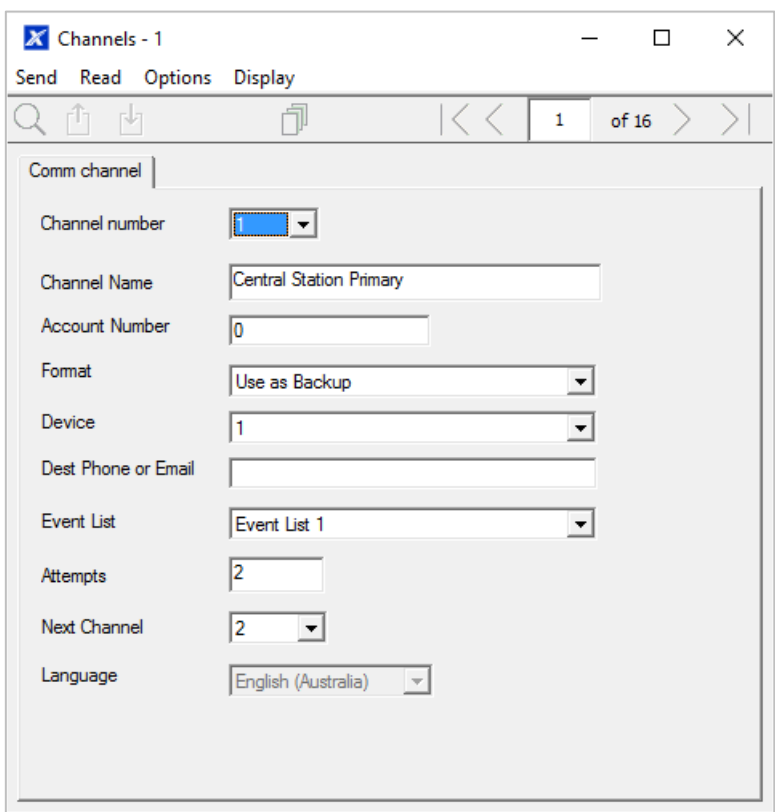 Channels - 1
Send Read Options Display
1 of 16
Comm channel
Channel number 1
Channel Name Central Station Primary
Account Number 0
Format Use as Backup
Device 1
Dest Phone or Email
Event List Event List 1
Attempts 2
Next Channel 2
Language English (Australia)